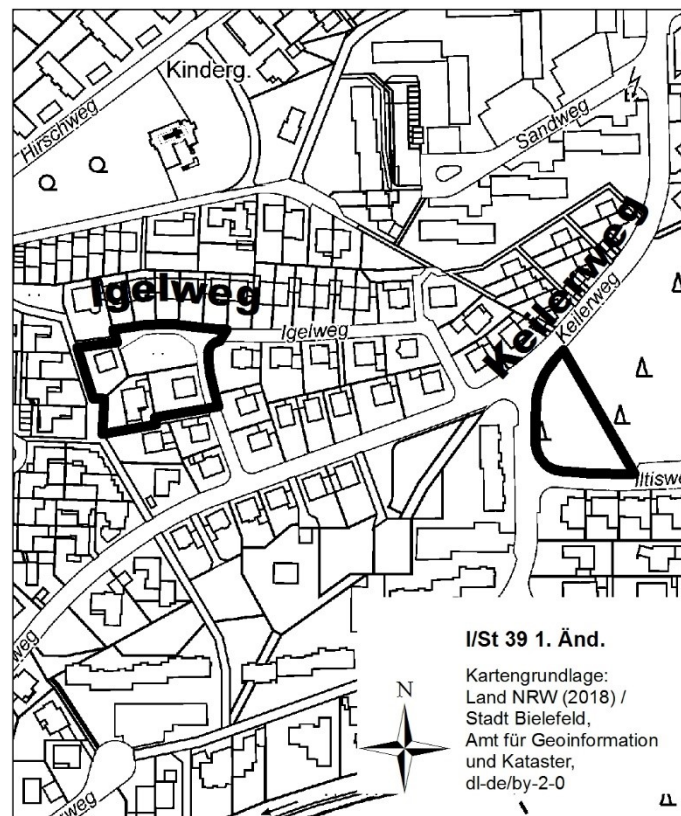 Kinderg.
Hirschweg
Sandweg
Keilerweg
Igelweg
Igelweg
Keilerweg
Iltiswe
weg
I/St 39 1. Änd.
Kartengrundlage:
Land NRW (2018) /
Stadt Bielefeld,
Amt für Geoinformation
und Kataster,
dl-de/by-2-0
N
weg